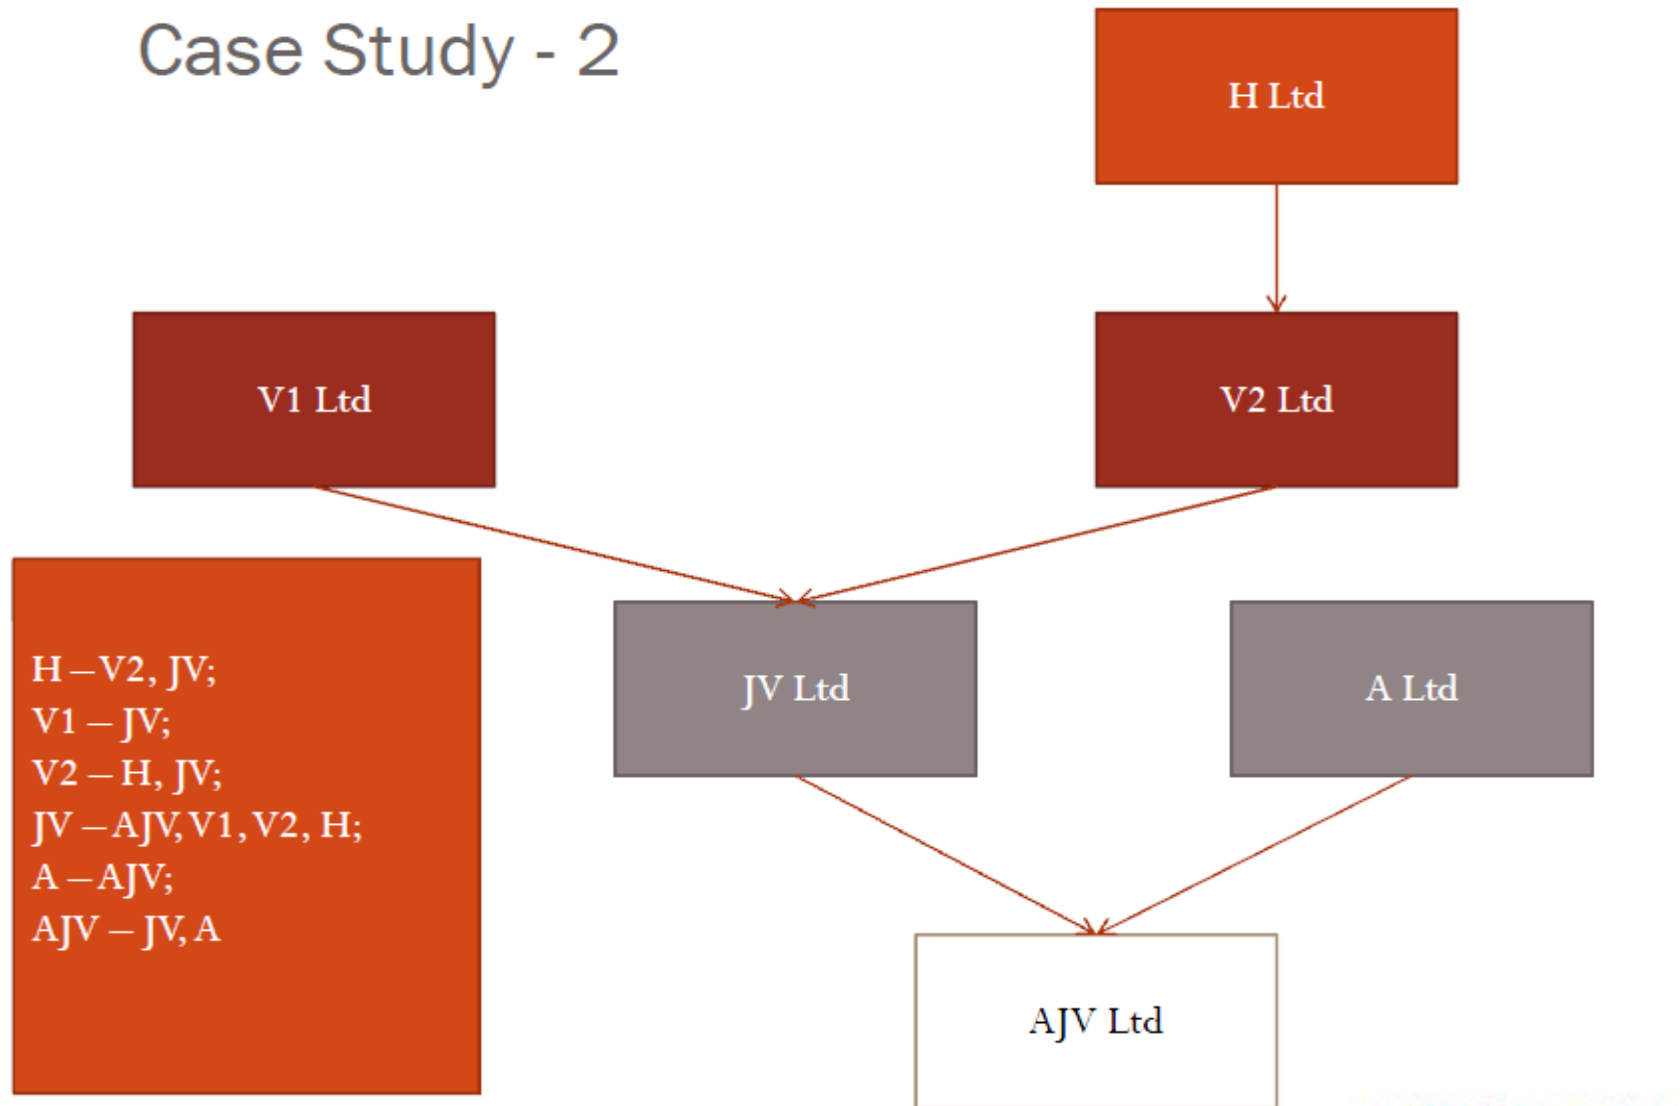 Case Study - 2
H Ltd
V1 Ltd
V2 Ltd
JV Ltd
A Ltd
AJV Ltd
H – V2, JV;
V1 – JV;
V2 – H, JV;
JV – AJV, V1, V2, H;
A – AJV;
AJV – JV, A